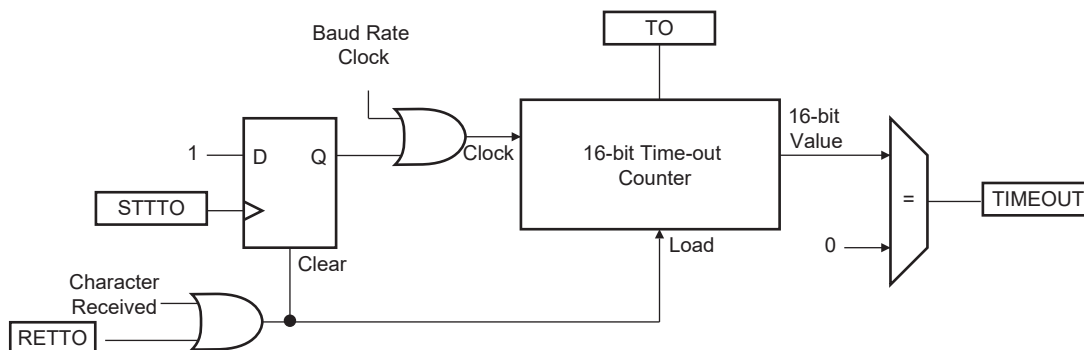 TO
Baud Rate
Clock
16-bit
Value
1
D
Q
Clock
16-bit Time-out
Counter
STTTO
=
TIMEOUT
Clear
Load
0
Character
Received
RETTO